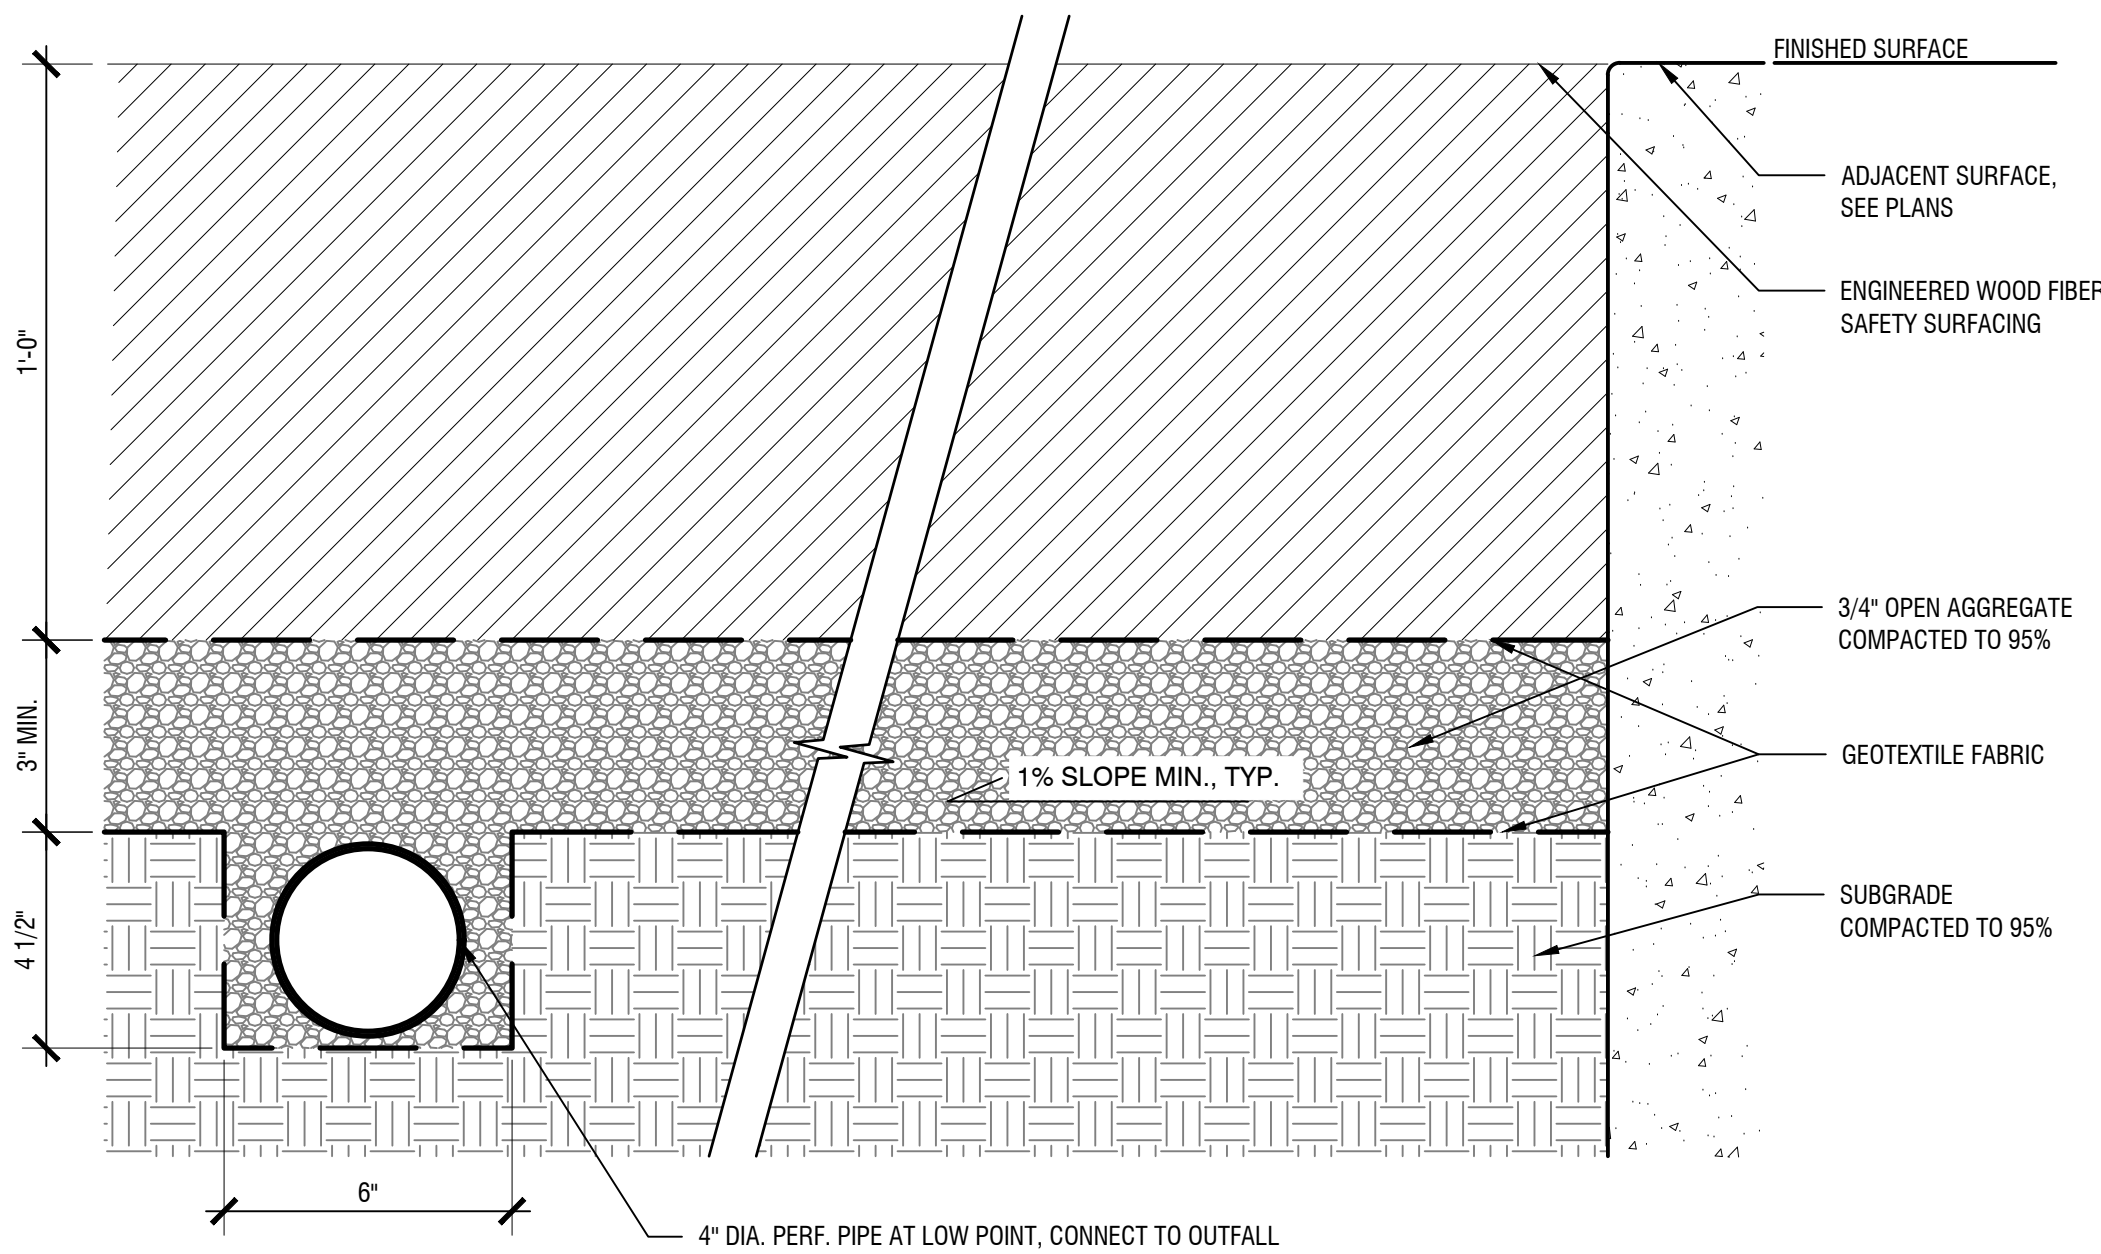 FINISHED SURFACE
ADJACENT SURFACE,
SEE PLANS
ENGINEERED WOOD FIBER
SAFETY SURFACING
1'-0"
3/4" OPEN AGGREGATE
COMPACTED TO 95%
3" MIN.
GEOTEXTILE FABRIC
1% SLOPE MIN., TYP.
SUBGRADE
COMPACTED TO 95%
4 1/2"
6"
4" DIA. PERF. PIPE AT LOW POINT, CONNECT TO OUTFALL